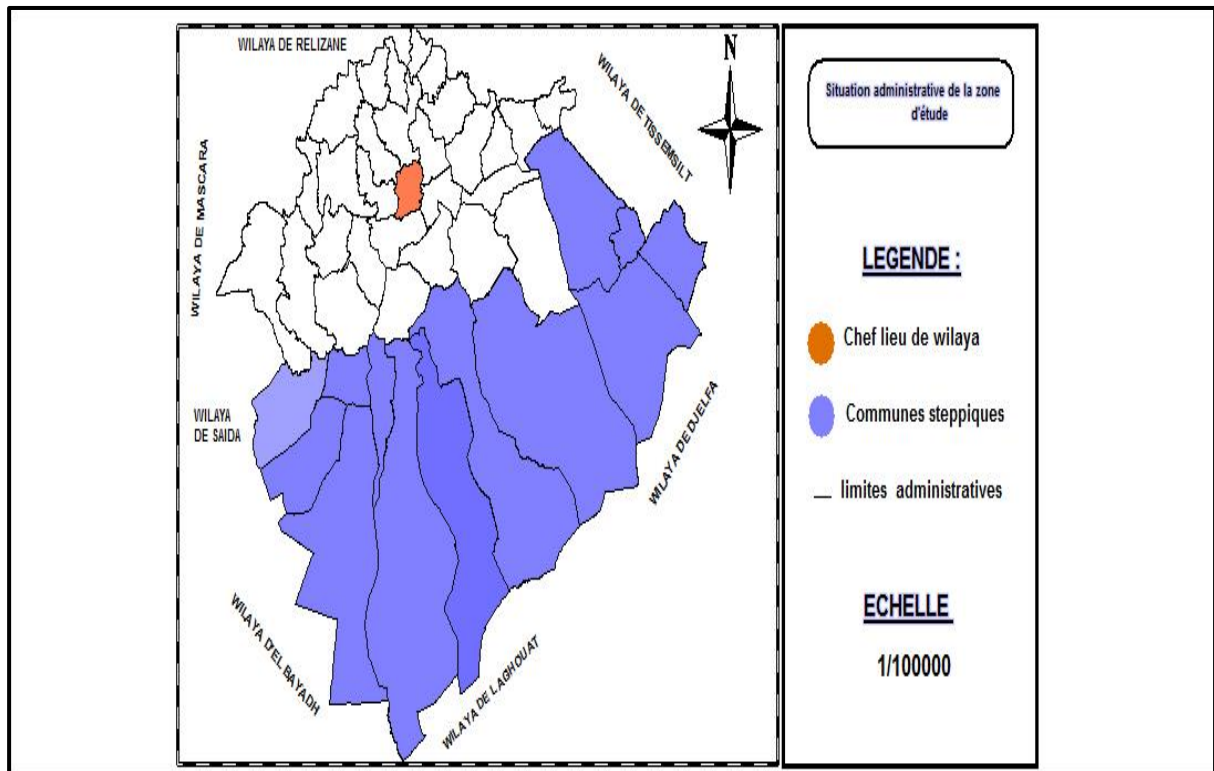 WILAYA DE RELIZANE
N
WILAYA DE TISSEMSILT
WILAYA DE MASCARA
WILAYA
DE SAIDA
WILAYA DE DJELFA
WILAYA D'EL BAYADH
WILAYA DE LAGHOUAT
Situation administrative de la zone
d'étude
LEGENDE :
Chef lieu de wilaya
Communes steppiques
limites administratives
ECHELLE
1/100000